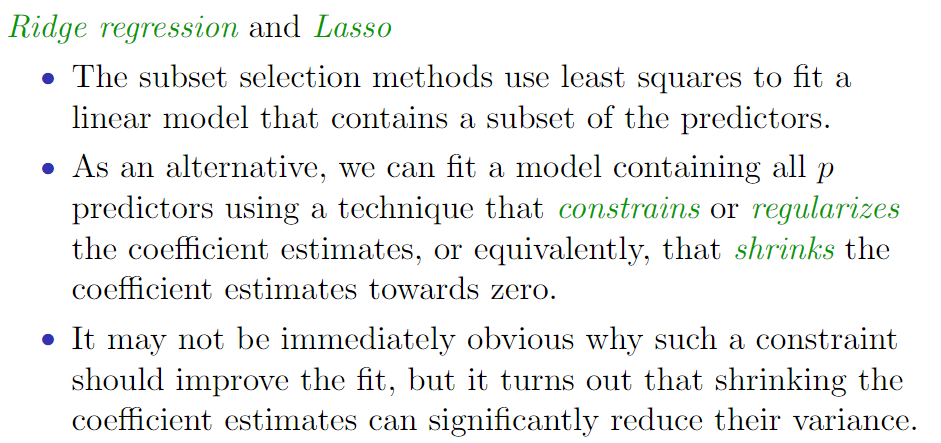 Ridge regression and Lasso
• The subset selection methods use least squares to fit a
linear model that contains a subset of the predictors.
• As an alternative, we can fit a model containing all p
predictors using a technique that constrains or regularizes
the coefficient estimates, or equivalently, that shrinks the
coefficient estimates towards zero.
• It may not be immediately obvious why such a constraint
should improve the fit, but it turns out that shrinking the
coefficient estimates can significantly reduce their variance.